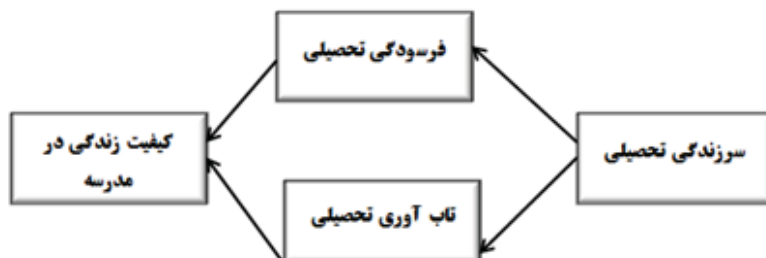 فرسودگی تحصیلی
سرزندگی تحصیلی
کیفیت زندگی در
مدرسه
تاب آوری تحصیلی